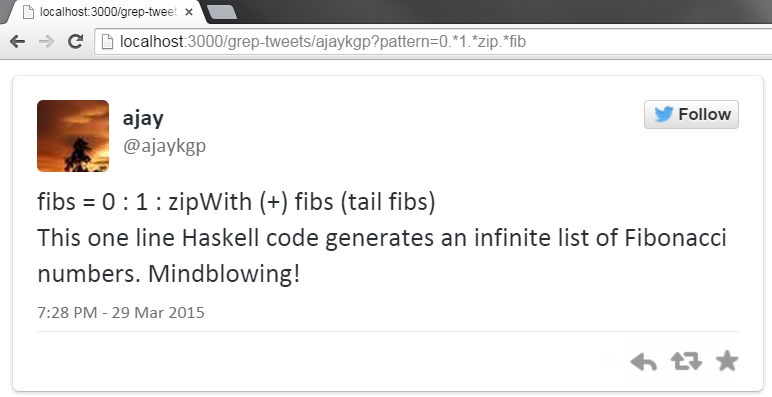 localhost:3000/grep-tweet
localhost:3000/grep-tweets/ajaykgp?pattern=0.*1.*zip.*fib
ajay
@ajaykgp
Follow
fibs = 0 : 1 : zipWith (+) fibs (tail fibs)
This one line Haskell code generates an infinite list of Fibonacci
numbers. Mindblowing!
7:28 PM - 29 Mar 2015